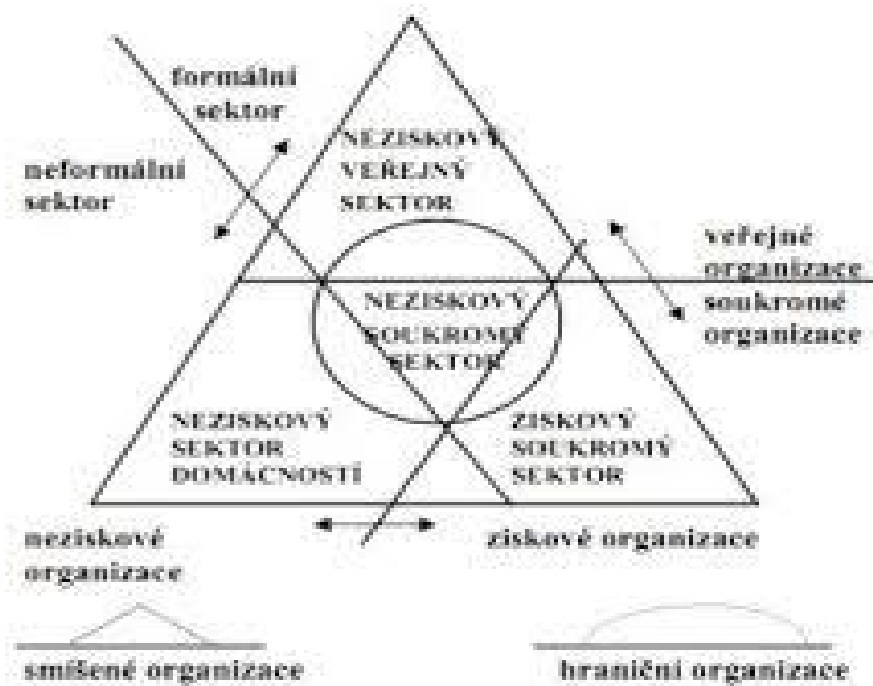 formální
sektor
neformální
sektor
NEZISKOVÝ
VEŘEJNÝ
SEKTOR
veřejné
organizace
soukromé
organizace
NEZISKOVÝ
SOUKROMÝ
SEKTOR
NEZISKOVÝ
SEKTOR
DOMÁCNOSTÍ
ZISKOVÝ
SOUKROMÝ
SEKTOR
neziskové
organizace
ziskové organizace
smíšené organizace
hraniční organizace